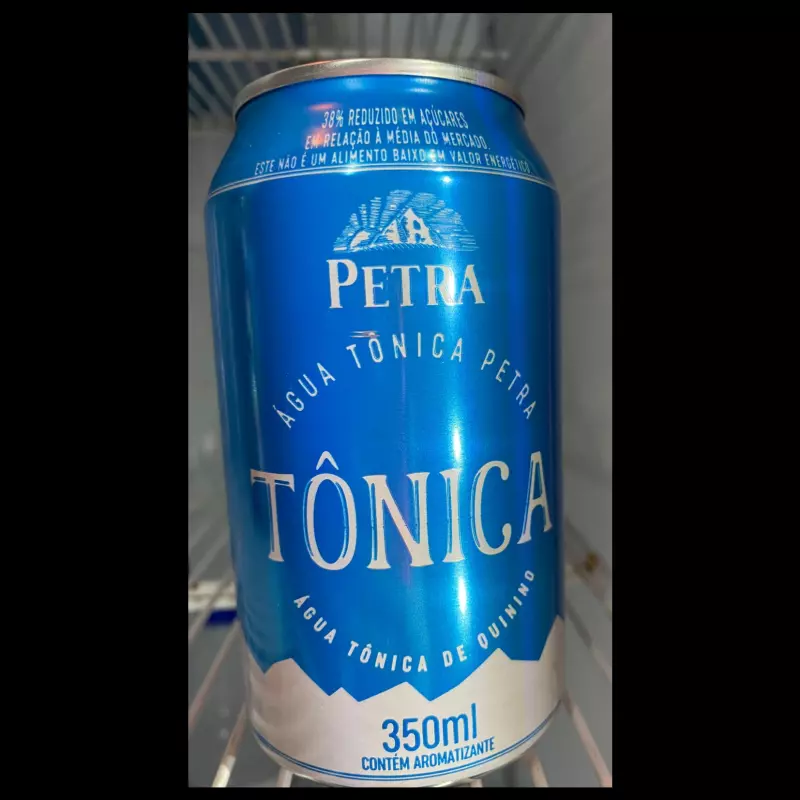 38% REDUZIDO EM AÇÚCARES
EM RELAÇÃO À MÉDIA DO MERCADO.
ESTE NÃO É UM ALIMENTO BAIXO EM VALOR ENERGÉTICO.
PETRA
ÁGUA TÔNICA PETRA
TÔNICA
ÁGUA TÔNICA DE QUININO
350ml
CONTÉM AROMATIZANTE